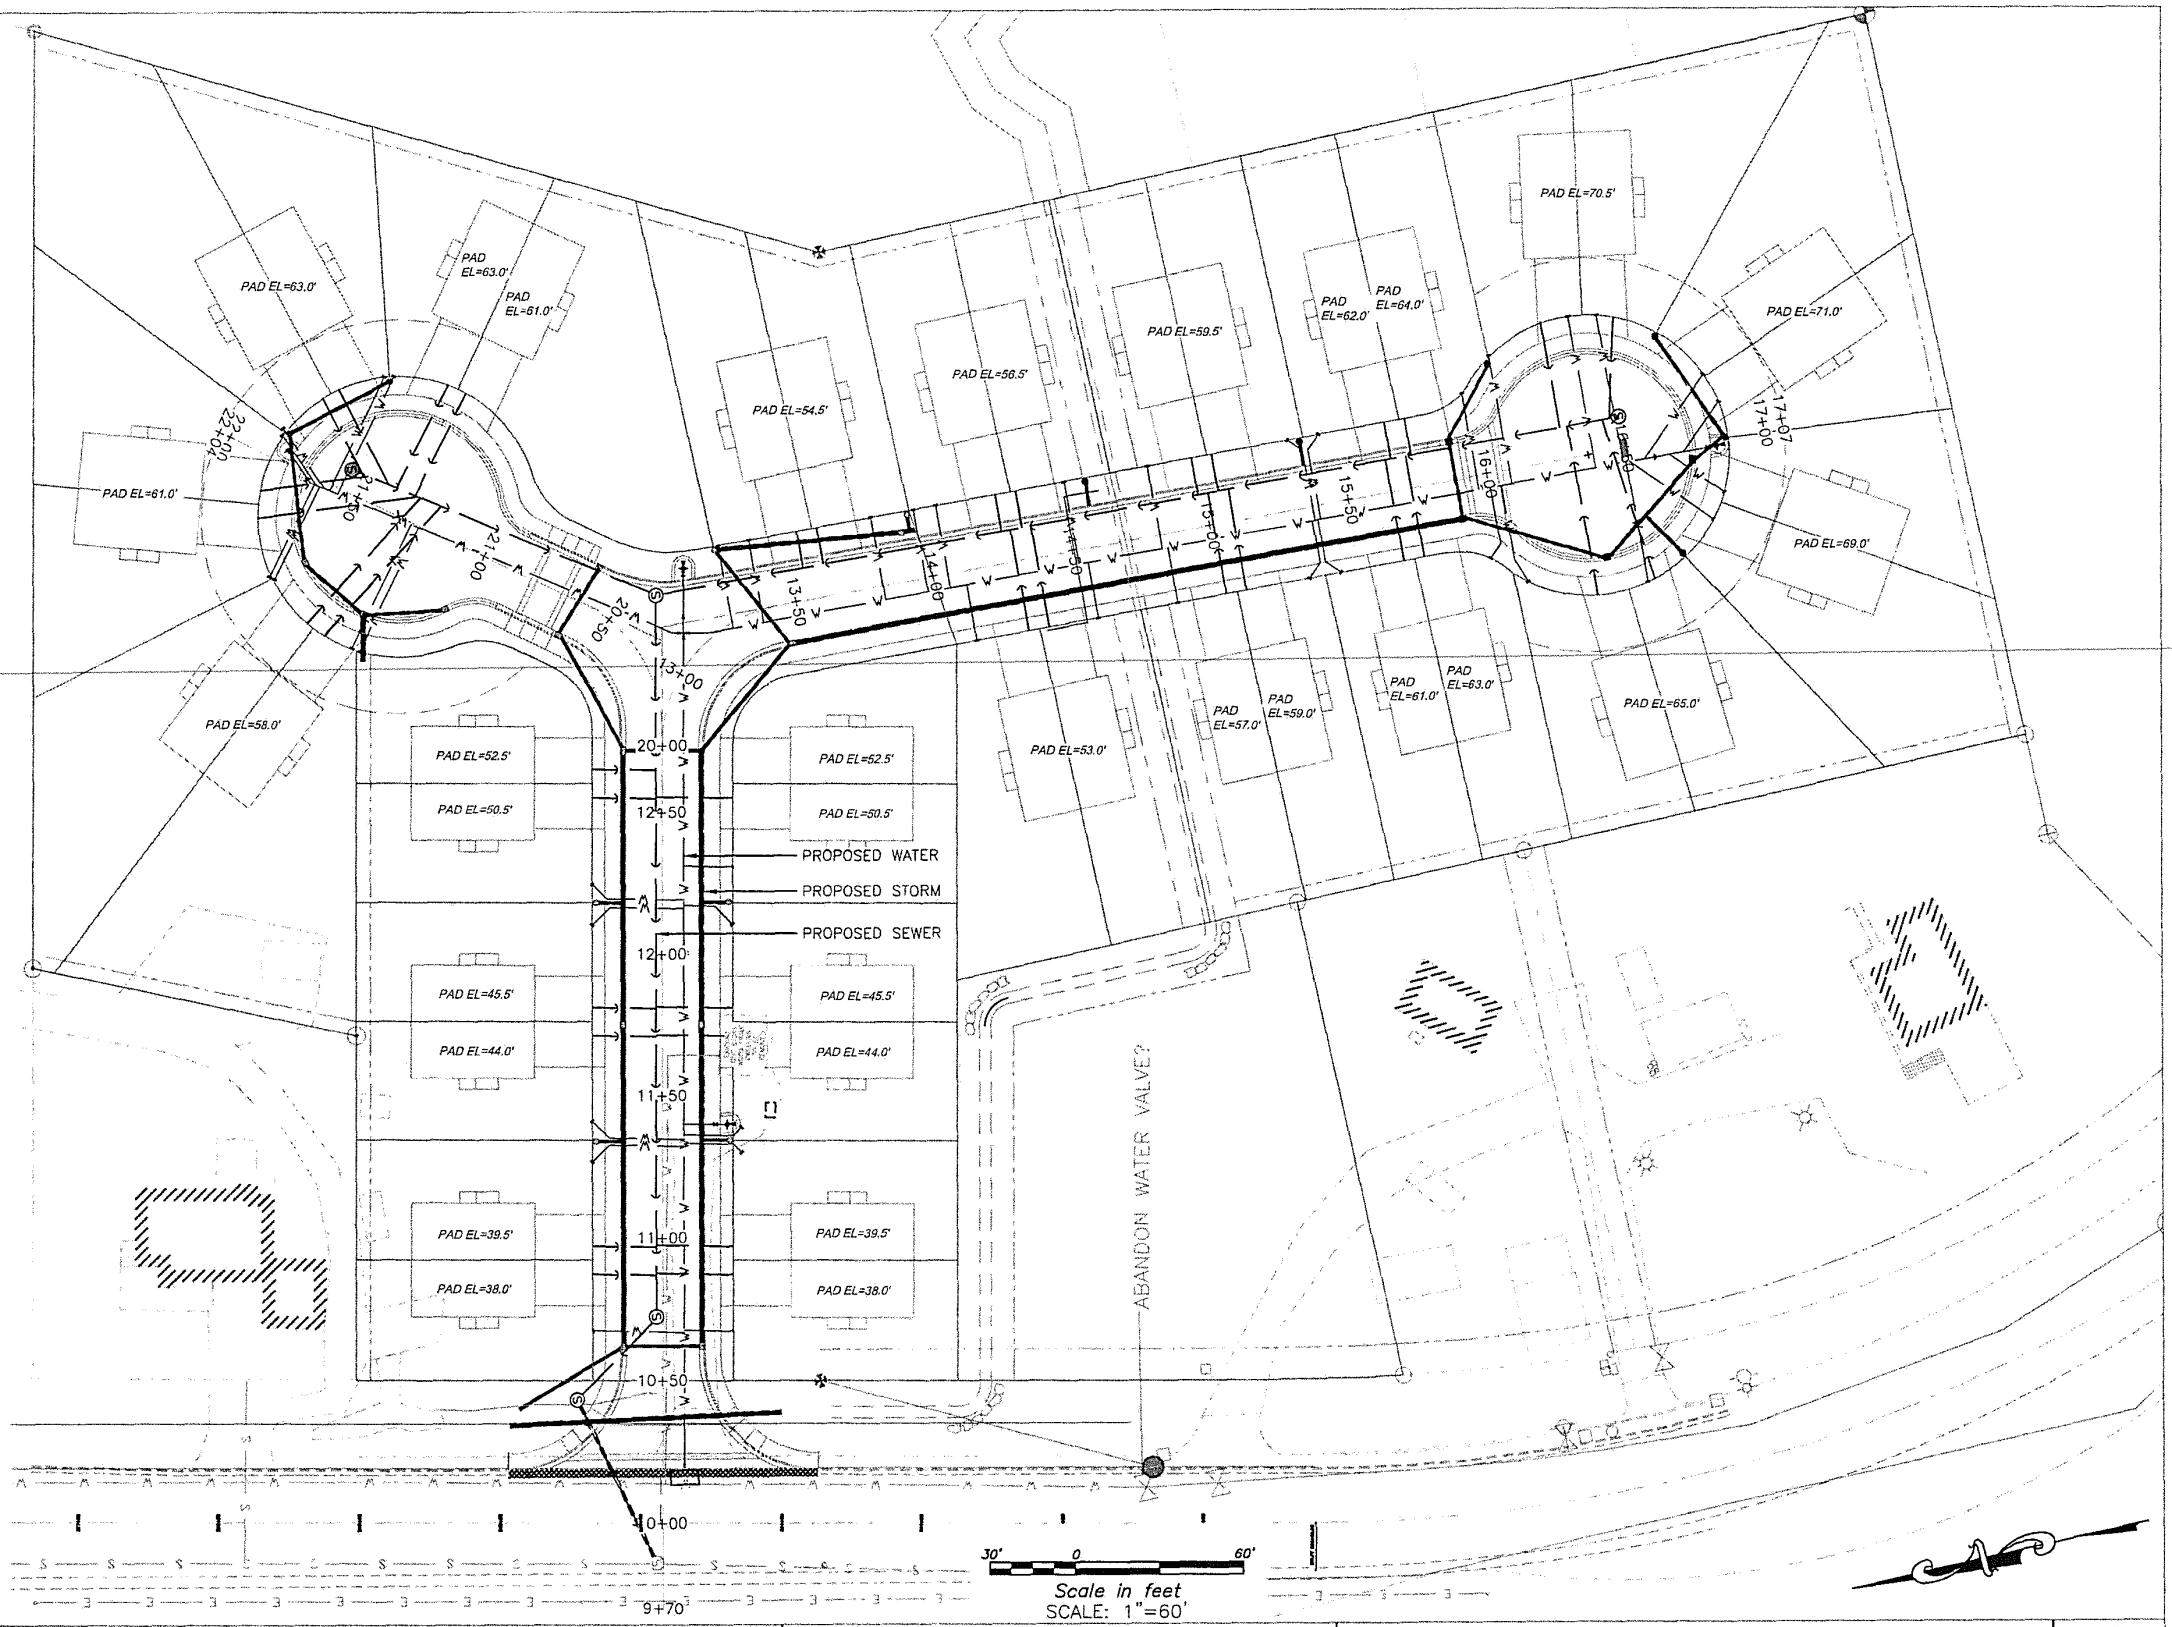 PAD EL=70.5'
PAD EL=63.0'
PAD
EL=63.0'
PAD
EL=61.0'
PAD
EL=62.0'
PAD
EL=64.0'
PAD EL=71.0'
PAD EL=59.5'
PAD EL=56.5'
PAD EL=54.5'
22+00
22+04
17+07
17+00
PAD EL=61.0'
21+50
21+00
20+50
13+00
13+50
14+00
14+50
15+00
15+50
16+00
16+60
PAD EL=69.0'
PAD EL=58.0'
PAD EL=53.0'
PAD
EL=57.0'
PAD
EL=59.0'
PAD
EL=61.0'
PAD
EL=63.0'
PAD EL=65.0'
PAD EL=52.5'
20+00
PAD EL=52.5'
PAD EL=50.5'
12+50
PAD EL=50.5'
PROPOSED WATER
PROPOSED STORM
PROPOSED SEWER
12+00
PAD EL=45.5'
PAD EL=45.5'
PAD EL=44.0'
PAD EL=44.0'
11+50
ABANDON WATER VALVE?
PAD EL=39.5'
11+00
PAD EL=39.5'
PAD EL=38.0'
PAD EL=38.0'
10+50
10+00
9+70
30' 0 60'
Scale in feet
SCALE: 1"=60'